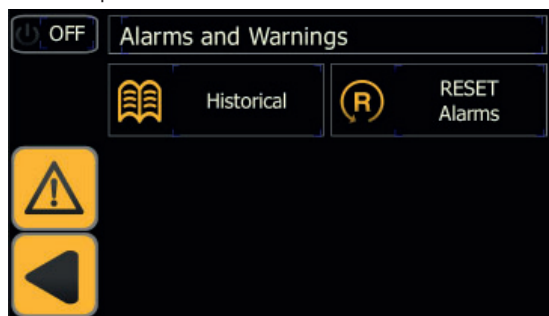 OFF
Alarms and Warnings
Historical
R
RESET
Alarms